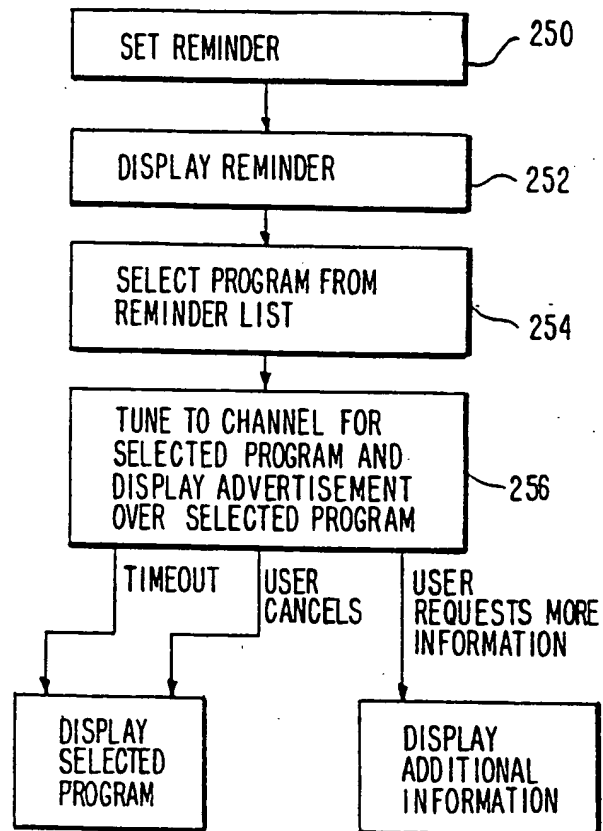 SET REMINDER
250
DISPLAY REMINDER
252
SELECT PROGRAM FROM
REMINDER LIST
254
TUNE TO CHANNEL FOR
SELECTED PROGRAM AND
DISPLAY ADVERTISEMENT
OVER SELECTED PROGRAM
256
TIMEOUT
USER
CANCELS
USER
REQUESTS MORE
INFORMATION
DISPLAY
SELECTED
PROGRAM
DISPLAY
ADDITIONAL
INFORMATION